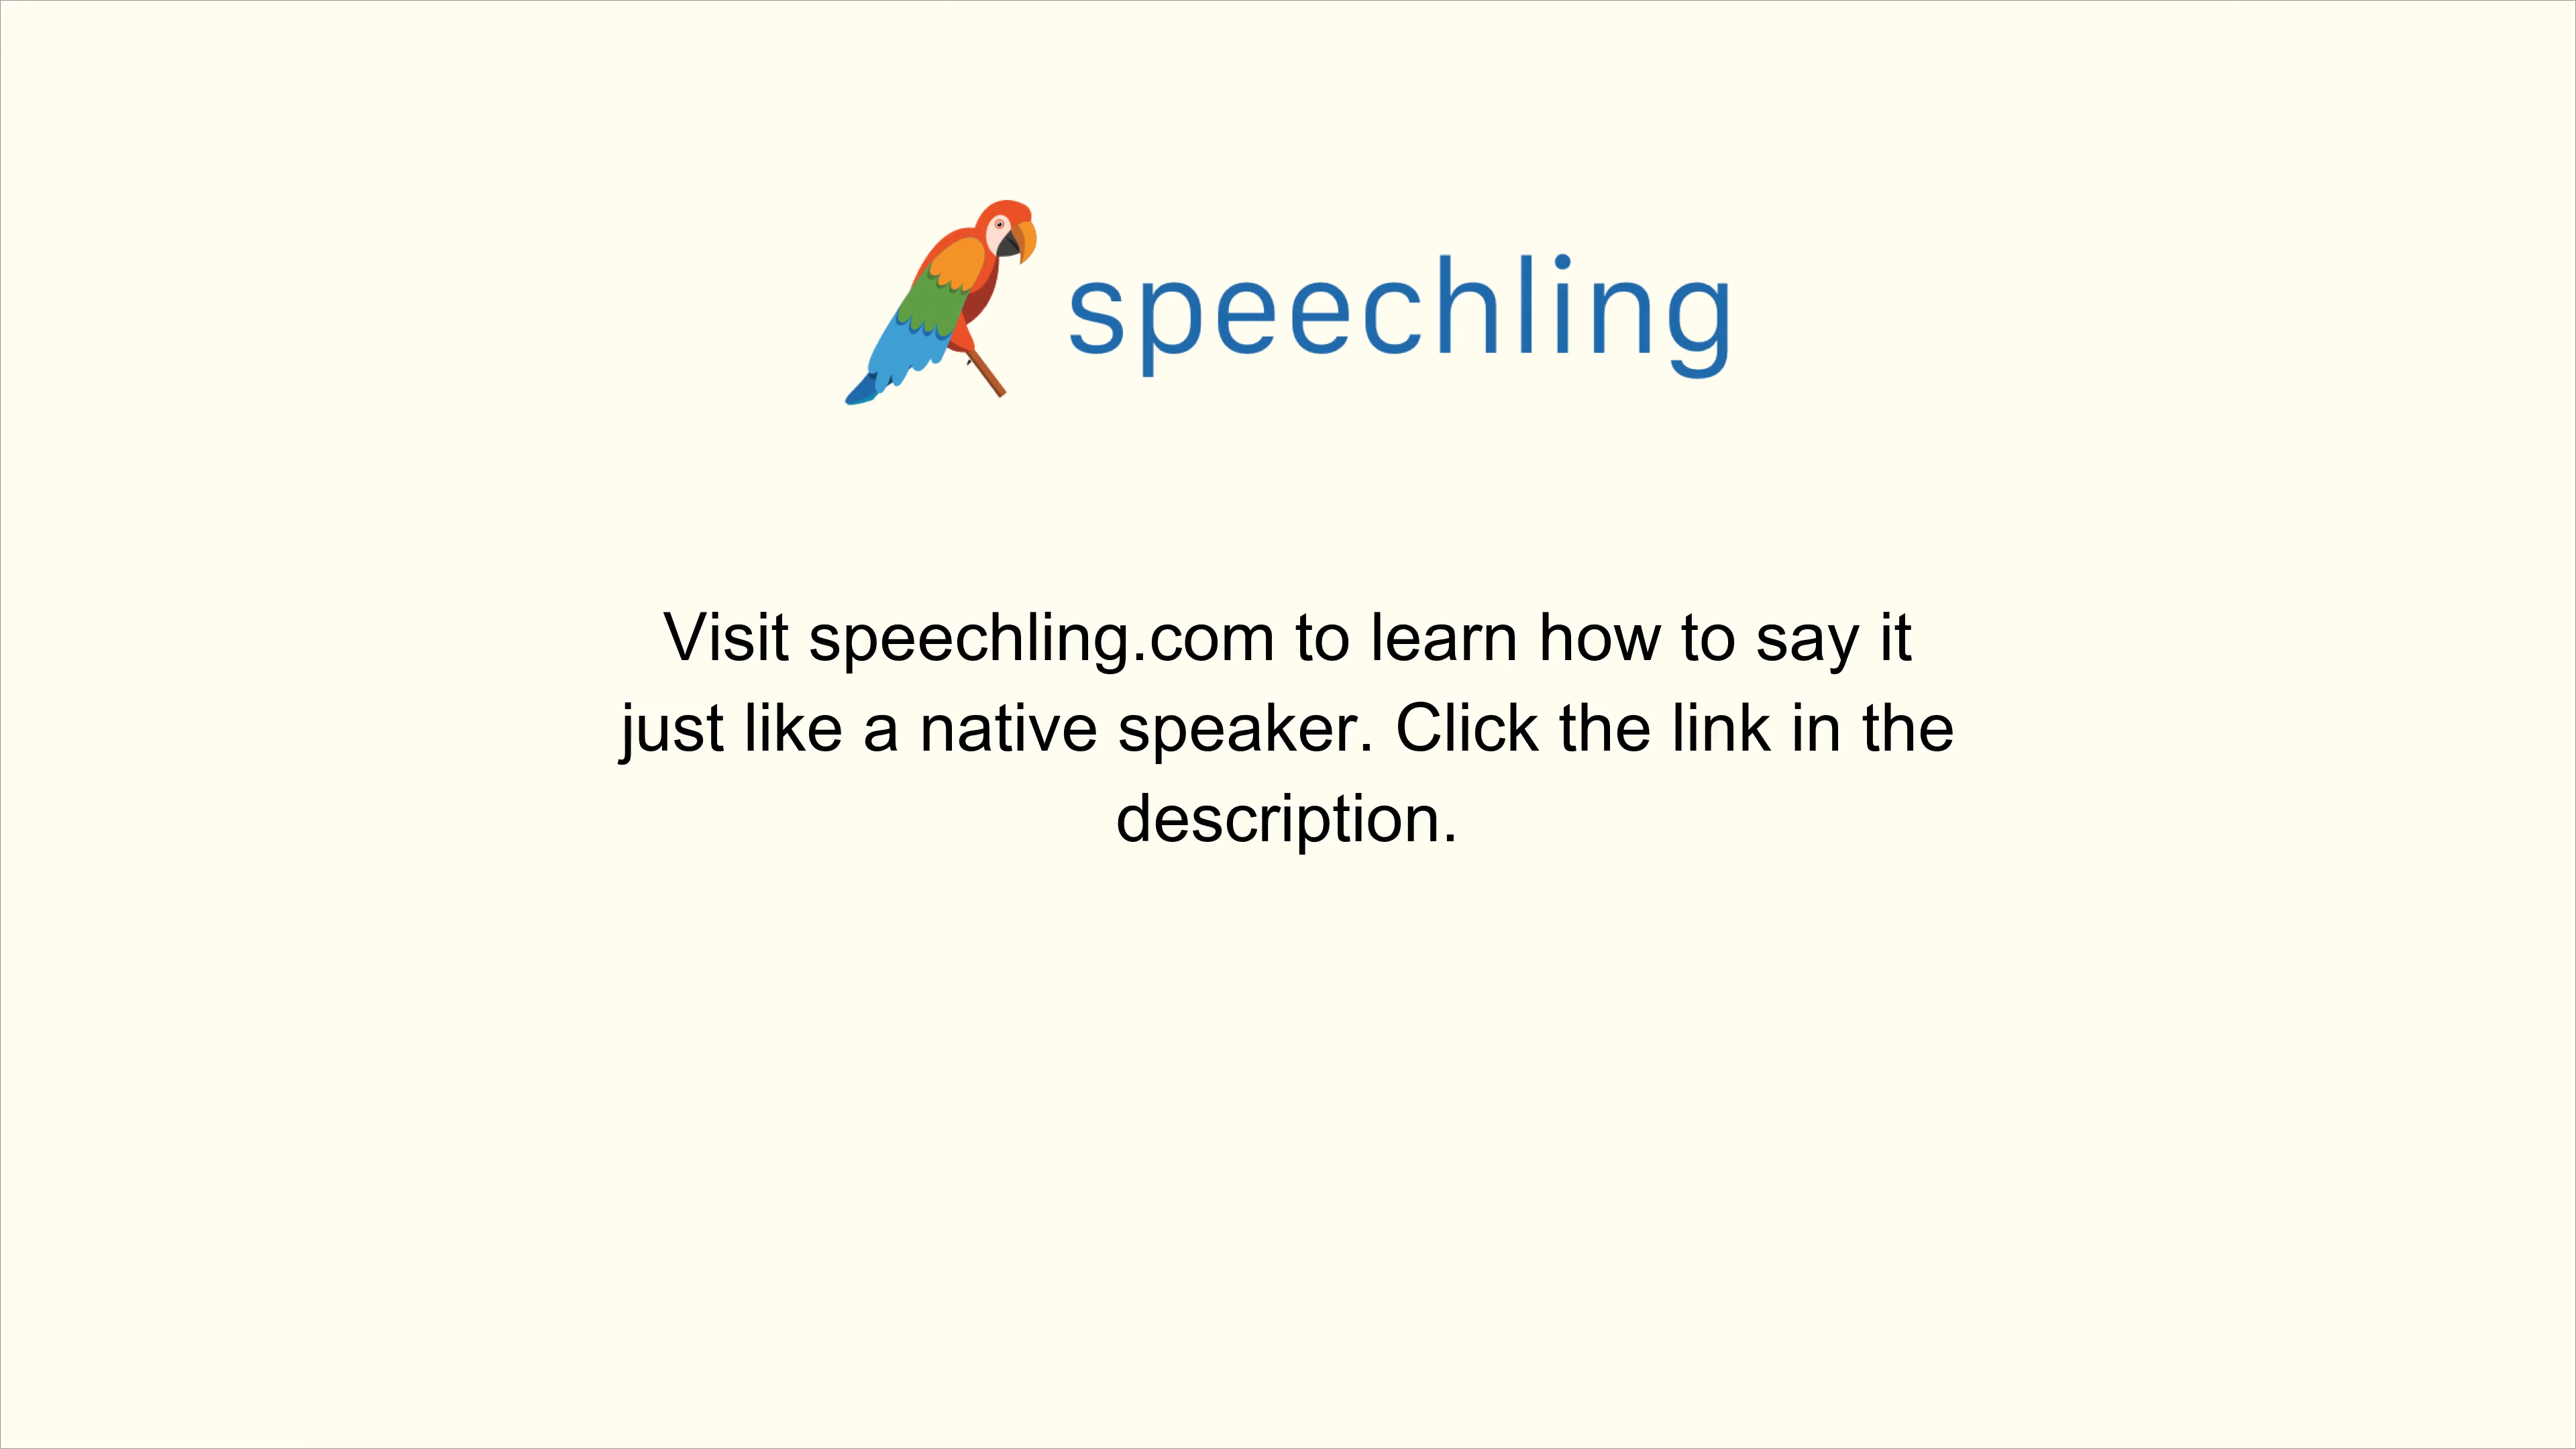 speechling
Visit speechling.com to learn how to say it
just like a native speaker. Click the link in the
description.